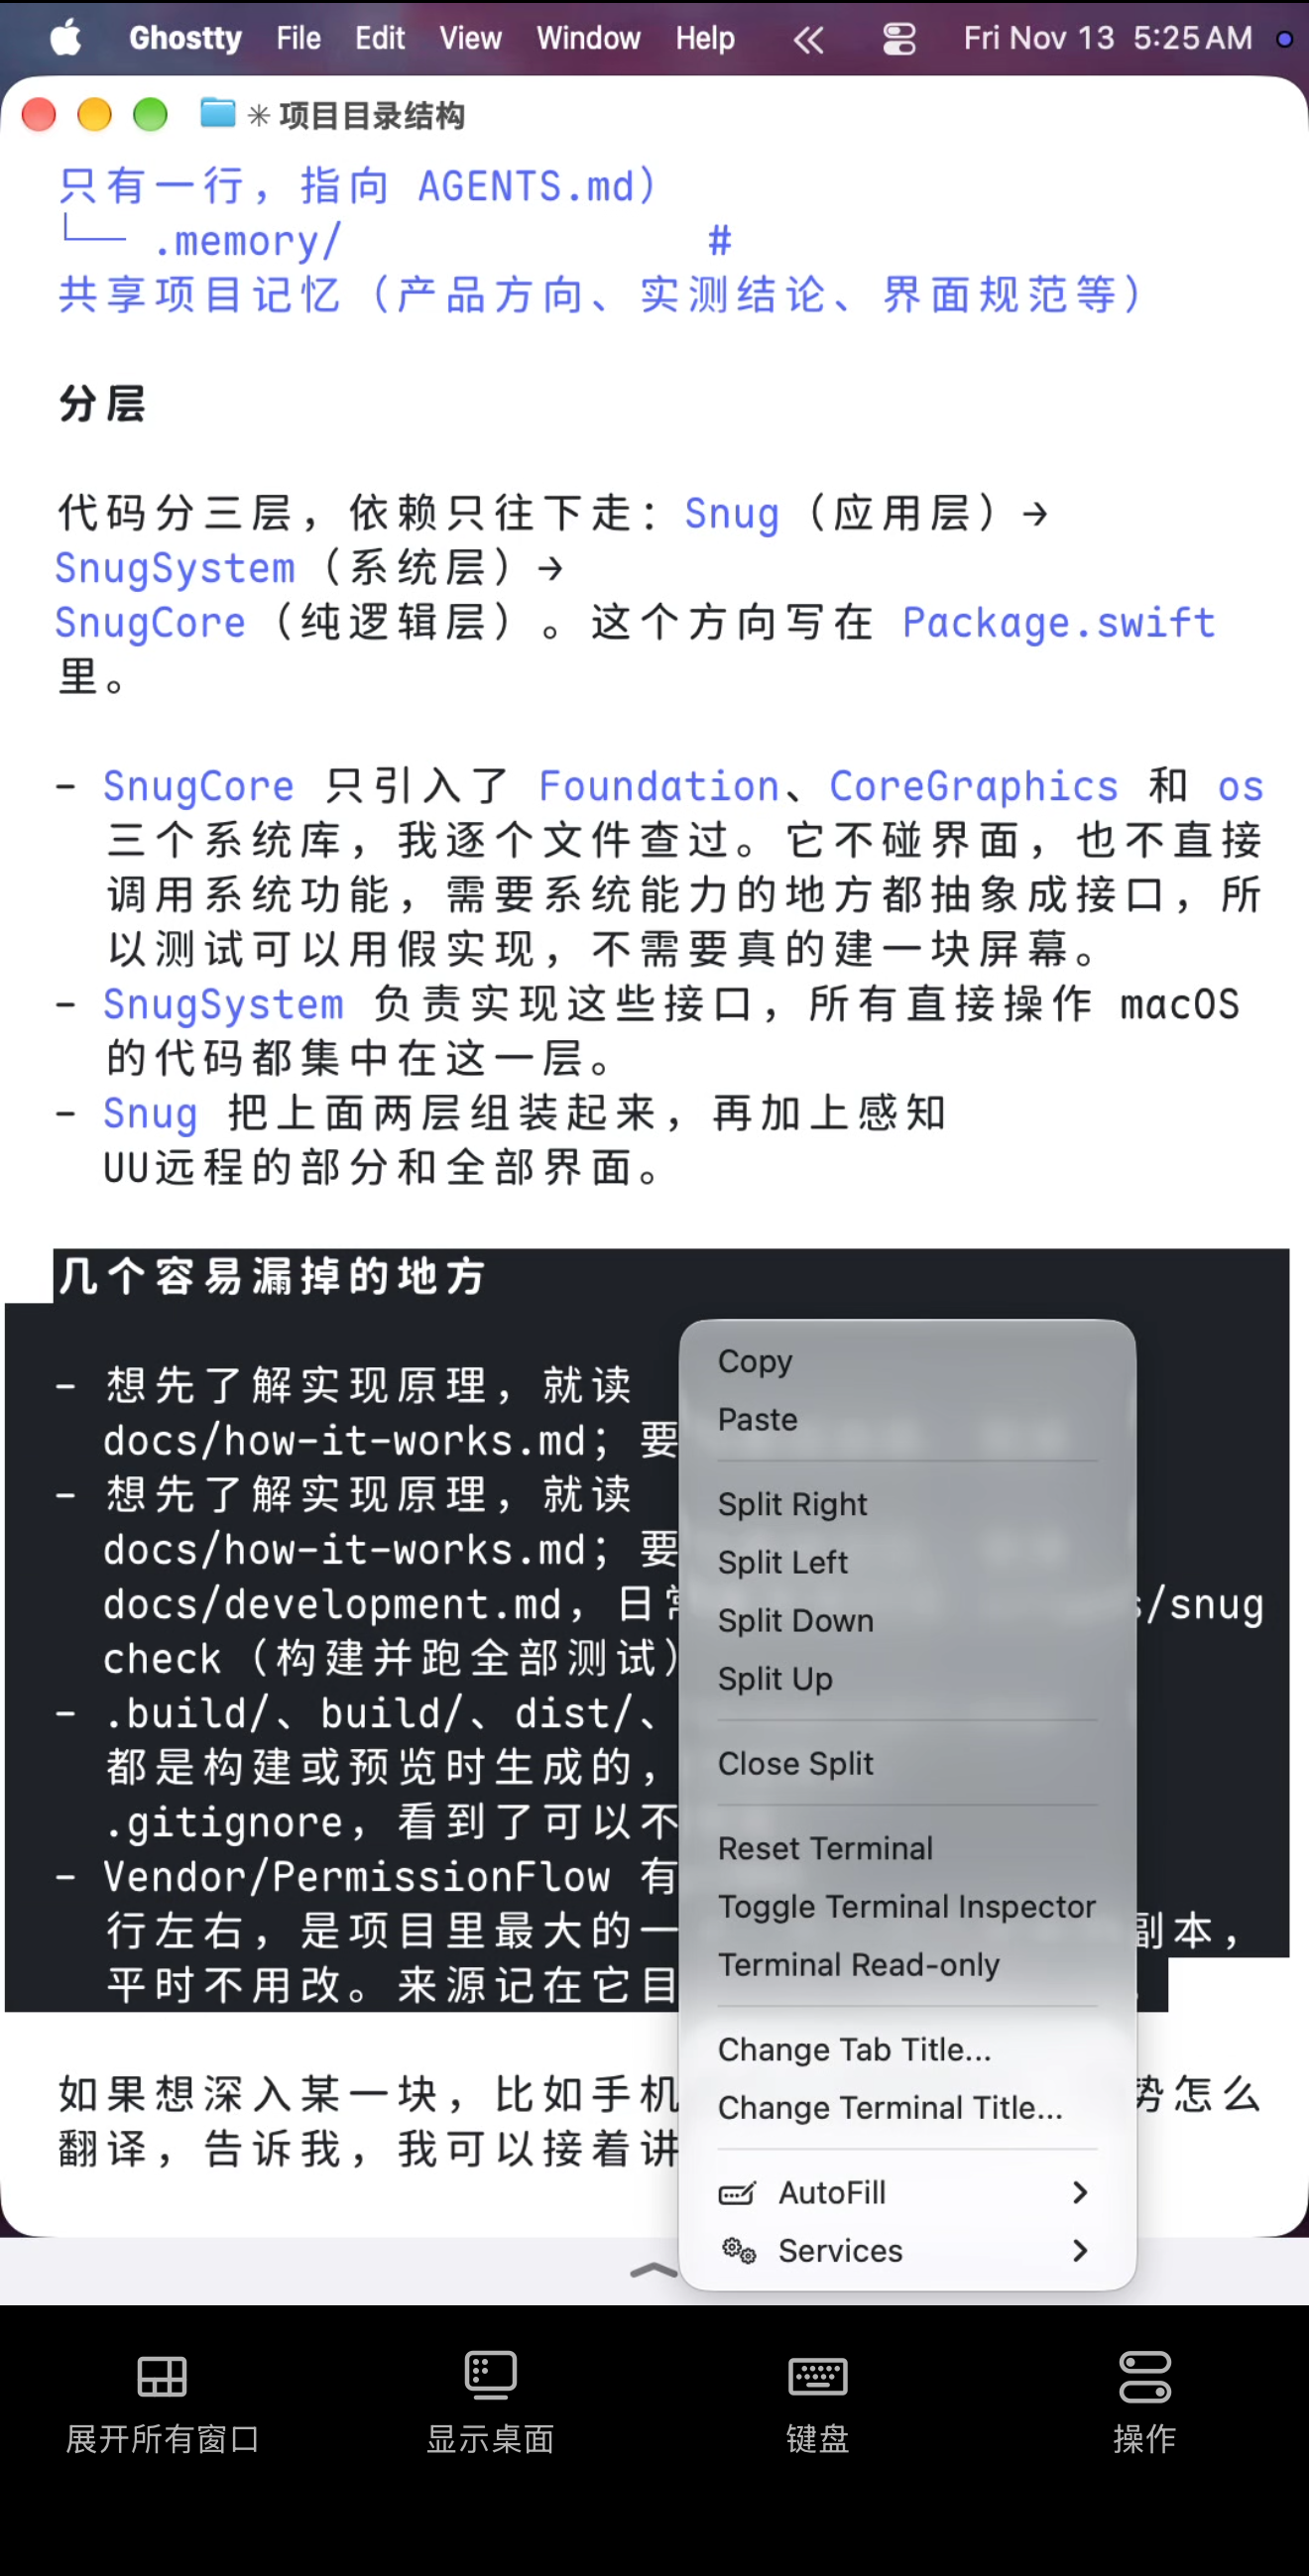 Ghostty File Edit View Window Help Fri Nov 13 5:25 AM
项目目录结构
只有一行，指向 AGENTS.md）
└── .memory/ #
共享项目记忆（产品方向、实测结论、界面规范等）
分层
代码分三层，依赖只往下走：Snug（应用层）→
SnugSystem（系统层）→
SnugCore（纯逻辑层）。这个方向写在 Package.swift
里。
- SnugCore 只引入了 Foundation、CoreGraphics 和 os
三个系统库，我逐个文件查过。它不碰界面，也不直接
调用系统功能，需要系统能力的地方都抽象成接口，所
以测试可以用假实现，不需要真的建一块屏幕。
- SnugSystem 负责实现这些接口，所有直接操作 macOS
的代码都集中在这一层。
- Snug 把上面两层组装起来，再加上感知
UU远程的部分和全部界面。
几个容易漏掉的地方
- 想先了解实现原理，就读
docs/how-it-works.md；要
- 想先了解实现原理，就读
docs/how-it-works.md；要
docs/development.md，日 /snug
check（构建并跑全部测试）
- .build/、build/、dist/、
都是构建或预览时生成的，
.gitignore，看到了可以不
- Vendor/PermissionFlow 有
行左右，是项目里最大的一 副本，
平时不用改。来源记在它目
如果想深入某一块，比如手机 势怎么
翻译，告诉我，我可以接着讲
Copy
Paste
Split Right
Split Left
Split Down
Split Up
Close Split
Reset Terminal
Toggle Terminal Inspector
Terminal Read-only
Change Tab Title...
Change Terminal Title...
AutoFill
Services
展开所有窗口 显示桌面 键盘 操作